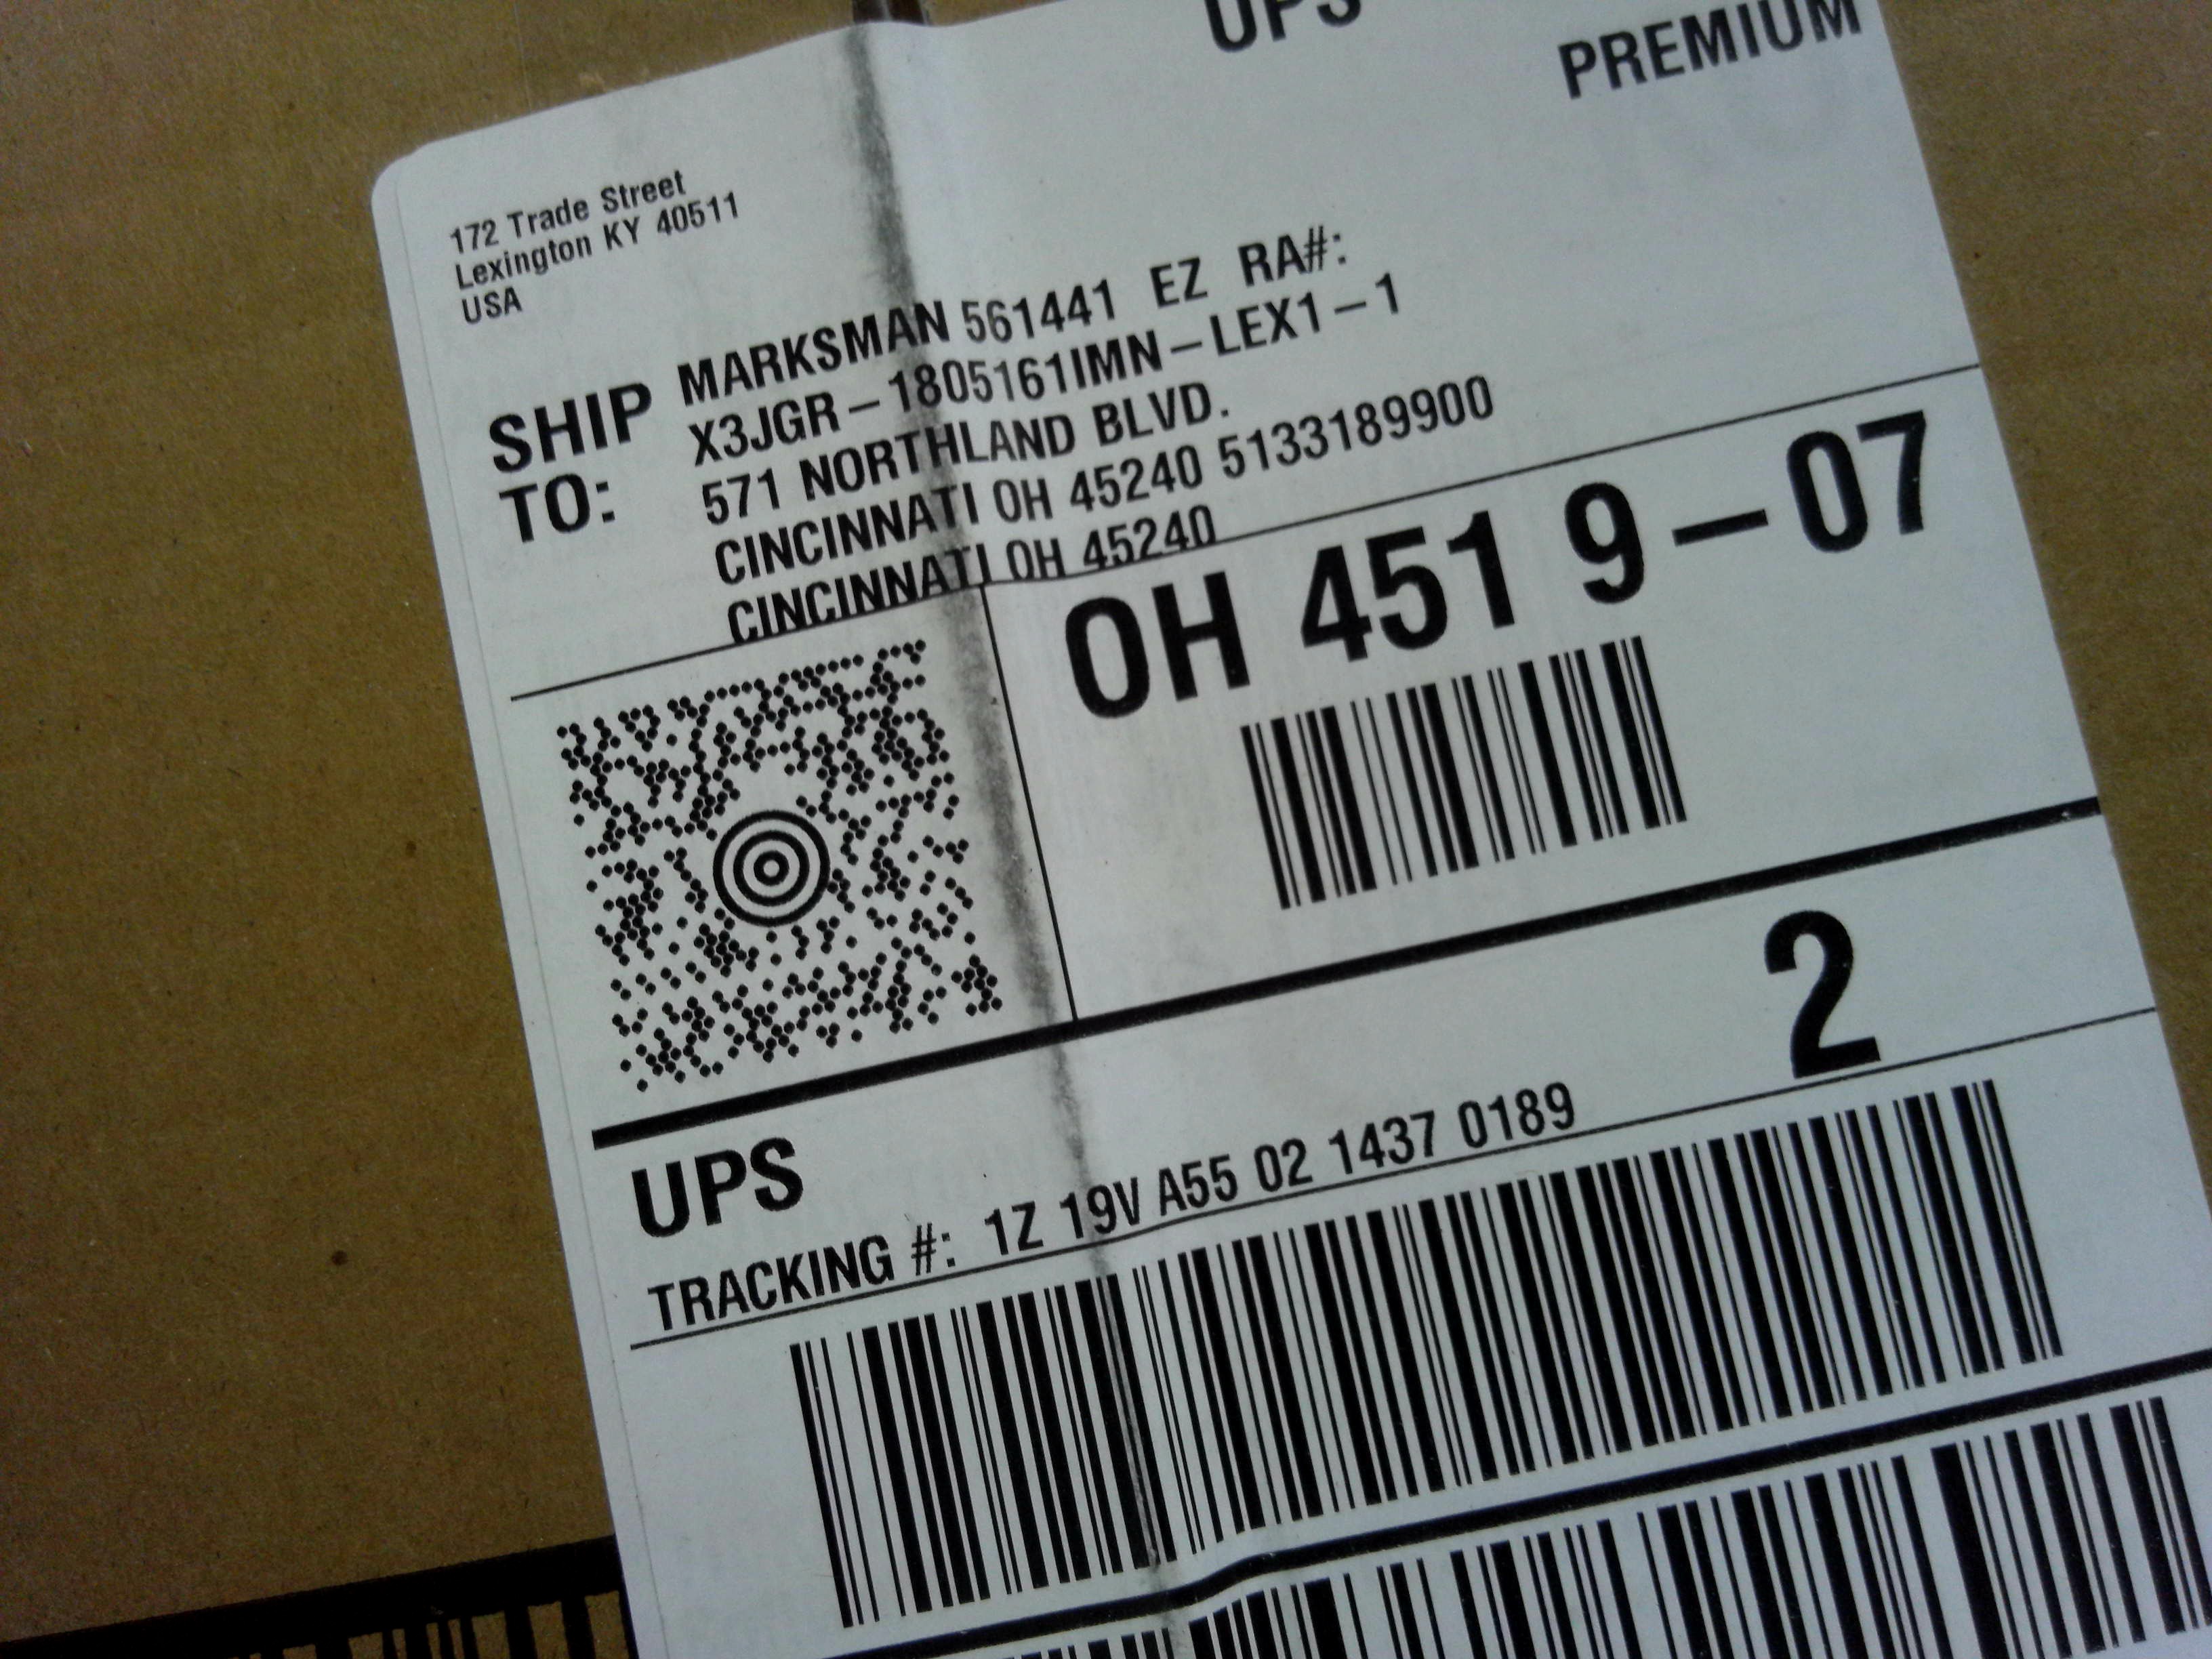 UPS
PREMIUM
172 Trade Street
Lexington KY 40511
USA
SHIP TO:
MARKSMAN 561441 EZ RA#:
X3JGR-1805161IMN-LEX1-1
571 NORTHLAND BLVD.
CINCINNATI OH 45240 5133189900
CINCINNATI OH 45240
OH 451 9-07
2
UPS
TRACKING #: 1Z 19V A55 02 1437 0189